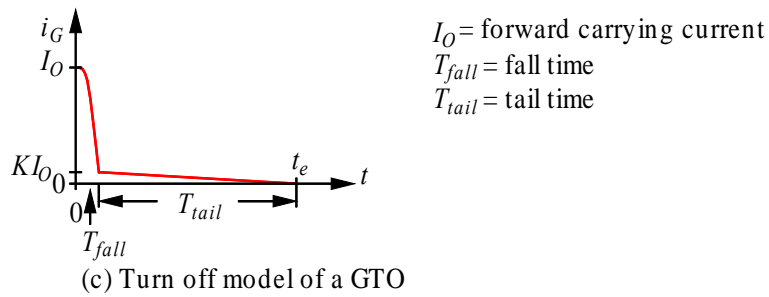 i_G
I_O
KI_O
0
0
t_e
t
T_tail
T_fall
(c) Turn off model of a GTO
I_O = forward carrying current
T_fall = fall time
T_tail = tail time